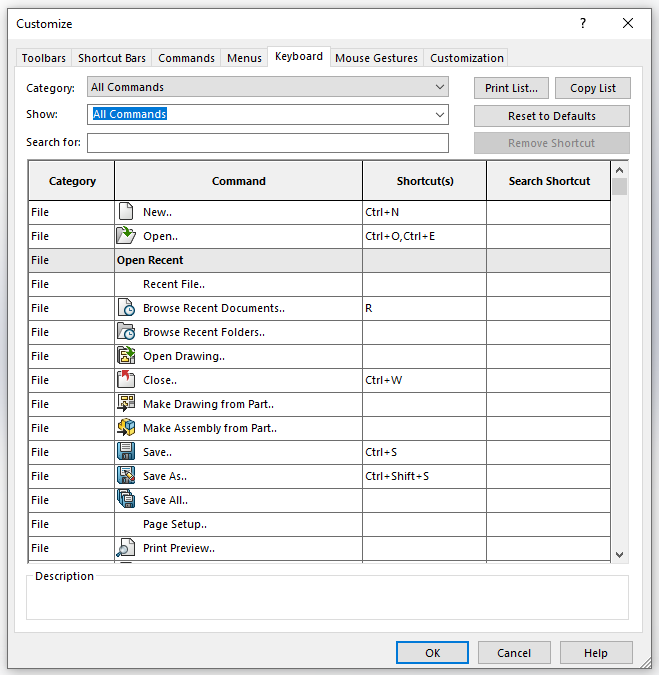 Customize ? ×
Toolbars Shortcut Bars Commands Menus Keyboard Mouse Gestures Customization
Category: All Commands Print List... Copy List
Show: All Commands Reset to Defaults
Search for: Remove Shortcut
Category Command Shortcut(s) Search Shortcut
File New.. Ctrl+N
File Open.. Ctrl+O,Ctrl+E
File Open Recent
File Recent File..
File Browse Recent Documents.. R
File Browse Recent Folders..
File Open Drawing..
File Close.. Ctrl+W
File Make Drawing from Part..
File Make Assembly from Part..
File Save.. Ctrl+S
File Save As.. Ctrl+Shift+S
File Save All..
File Page Setup..
File Print Preview..
Description
OK Cancel Help